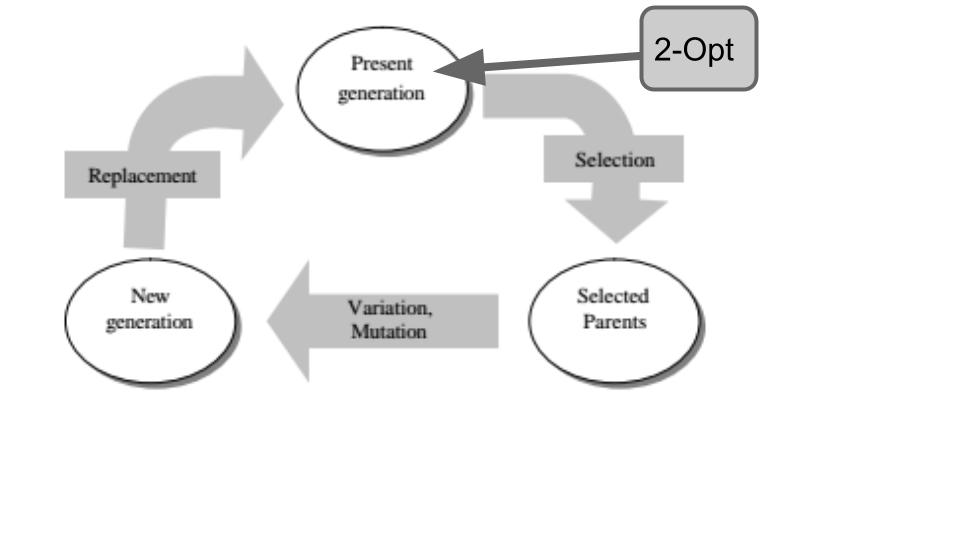 Present
generation
2-Opt
Selection
Replacement
New
generation
Variation,
Mutation
Selected
Parents